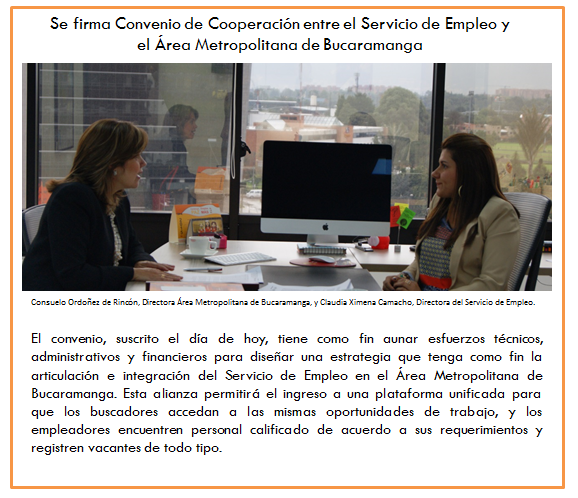 Se firma Convenio de Cooperación entre el Servicio de Empleo y
el Área Metropolitana de Bucaramanga
Consuelo Ordoñez de Rincón, Directora Área Metropolitana de Bucaramanga, y Claudia Ximena Camacho, Directora del Servicio de Empleo.
El convenio, suscrito el día de hoy, tiene como fin aunar esfuerzos técnicos,
administrativos y financieros para diseñar una estrategia que tenga como fin la
articulación e integración del Servicio de Empleo en el Área Metropolitana de
Bucaramanga. Esta alianza permitirá el ingreso a una plataforma unificada para
que los buscadores accedan a las mismas oportunidades de trabajo, y los
empleadores encuentren personal calificado de acuerdo a sus requerimientos y
registren vacantes de todo tipo.